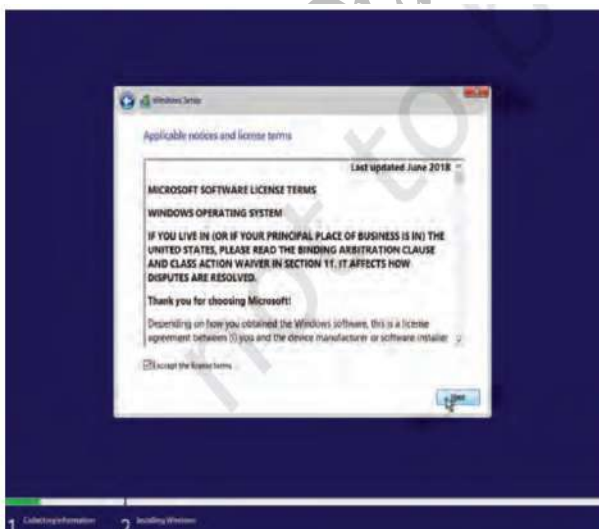 Windows Setup
Applicable notices and license terms
Last updated June 2018
MICROSOFT SOFTWARE LICENSE TERMS
WINDOWS OPERATING SYSTEM
IF YOU LIVE IN (OR IF YOUR PRINCIPAL PLACE OF BUSINESS IS IN) THE
UNITED STATES, PLEASE READ THE BINDING ARBITRATION CLAUSE
AND CLASS ACTION WAIVER IN SECTION 11. IT AFFECTS HOW
DISPUTES ARE RESOLVED.
Thank you for choosing Microsoft!
Depending on how you obtained the Windows software, this is a license
agreement between (i) you and the device manufacturer or software installer
I accept the license terms
Next
1 Collecting information
2 Installing Windows
not to b